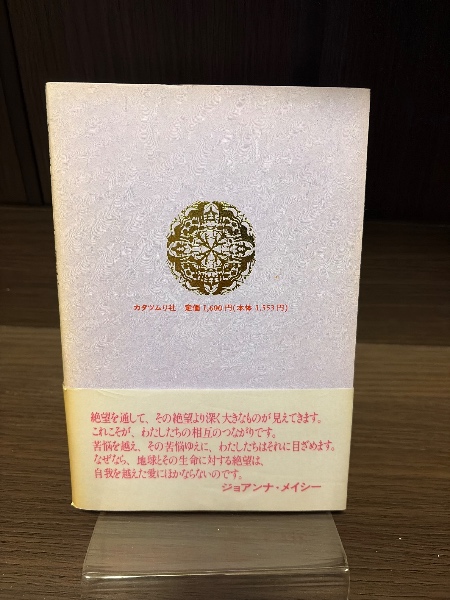 カタツムリ社 定価1,600円(本体1,553円)
絶望を通して、その絶望より深く大きなものが見えてきます。
これこそが、わたしたちの相互のつながりです。
苦悩を越え、その苦悩ゆえに、わたしたちはそれに目ざめます。
なぜなら、地球とその生命に対する絶望は、
自我を越えた愛にほかならないのです。
ジョアンナ・メイシー